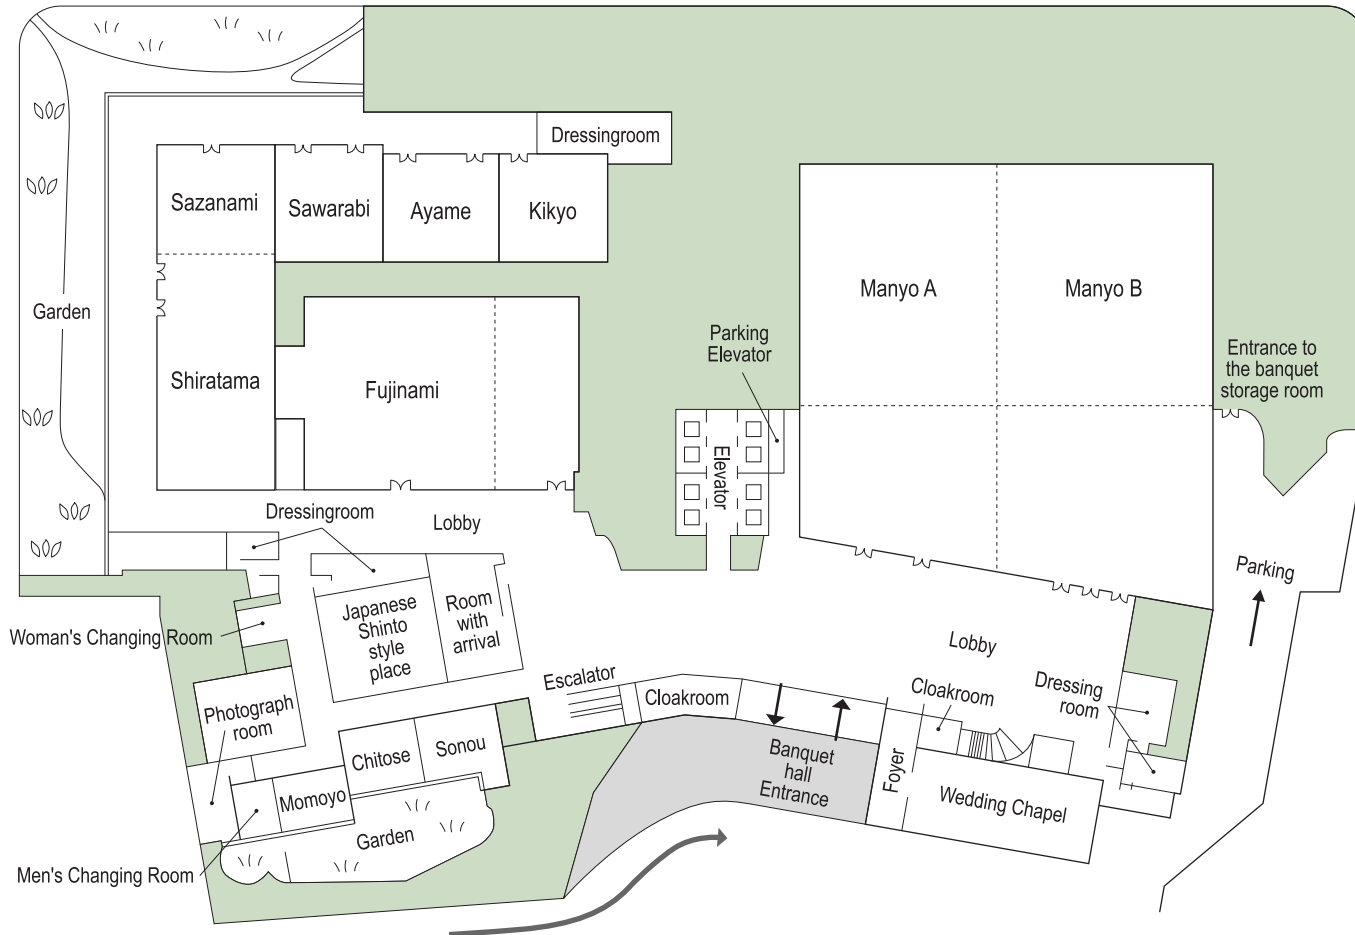 Dressingroom
Sazanami
Sawarabi
Ayame
Kikyo
Manyo A
Manyo B
Garden
Parking
Elevator
Entrance to
the banquet
storage room
Shiratama
Fujinami
Elevator
Dressingroom
Lobby
Parking
Japanese
Shinto
style
place
Room
with
arrival
Woman's Changing Room
Lobby
Escalator
Cloakroom
Cloakroom
Dressing
room
Photograph
room
Chitose
Sonou
Banquet
hall
Entrance
Foyer
Momoyo
Wedding Chapel
Garden
Men's Changing Room